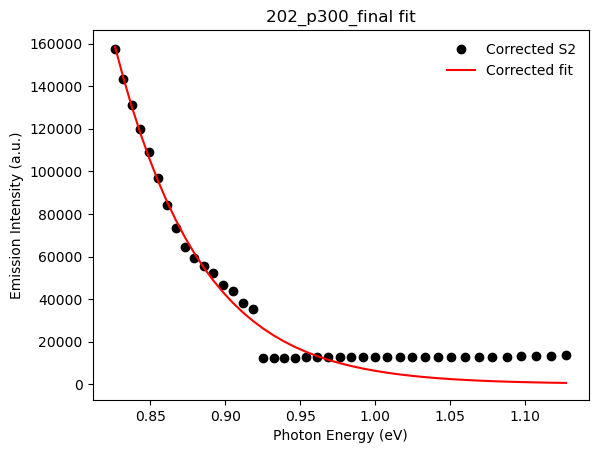 202_p300_final fit
Corrected S2
Corrected fit
Emission Intensity (a.u.)
160000
140000
120000
100000
80000
60000
40000
20000
0
0.85 0.90 0.95 1.00 1.05 1.10
Photon Energy (eV)